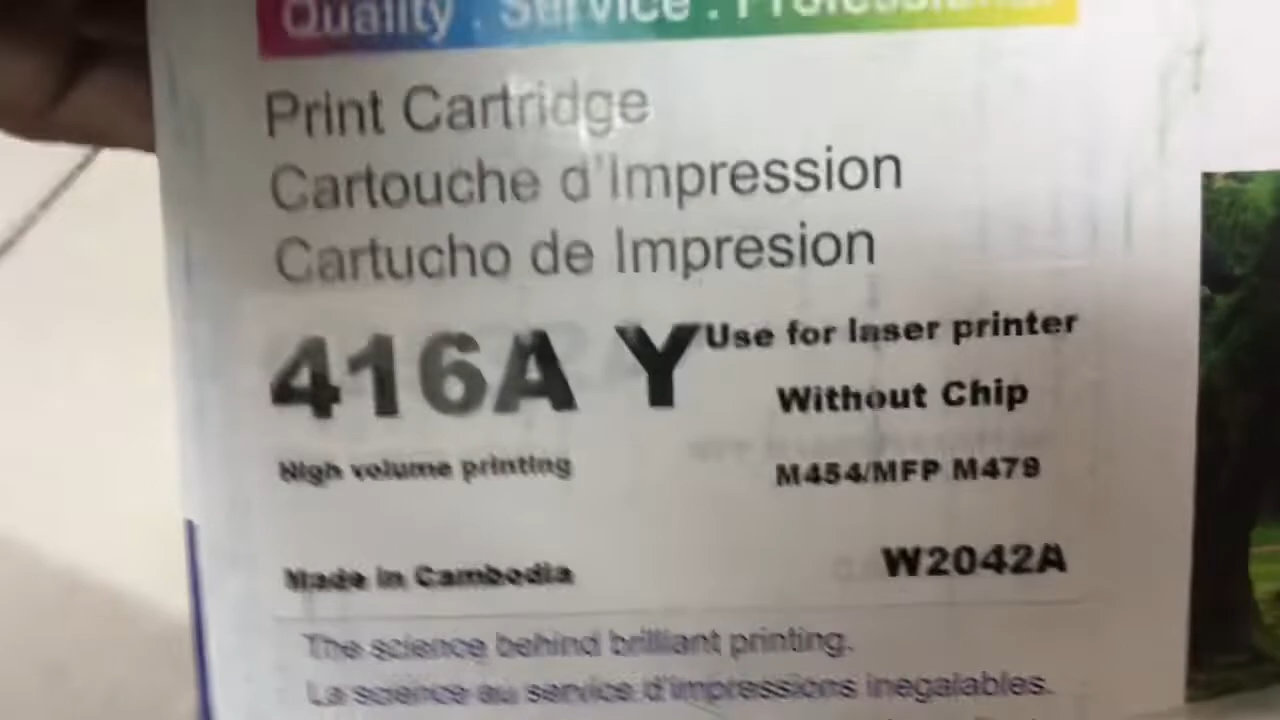 Quality . Service . Professional
Print Cartridge
Cartouche d'Impression
Cartucho de Impresion
416A Y
Use for laser printer
Without Chip
High volume printing
M454/MFP M479
Made in Cambodia
W2042A
The science behind brilliant printing.
La science au service d'impressions inegalables.